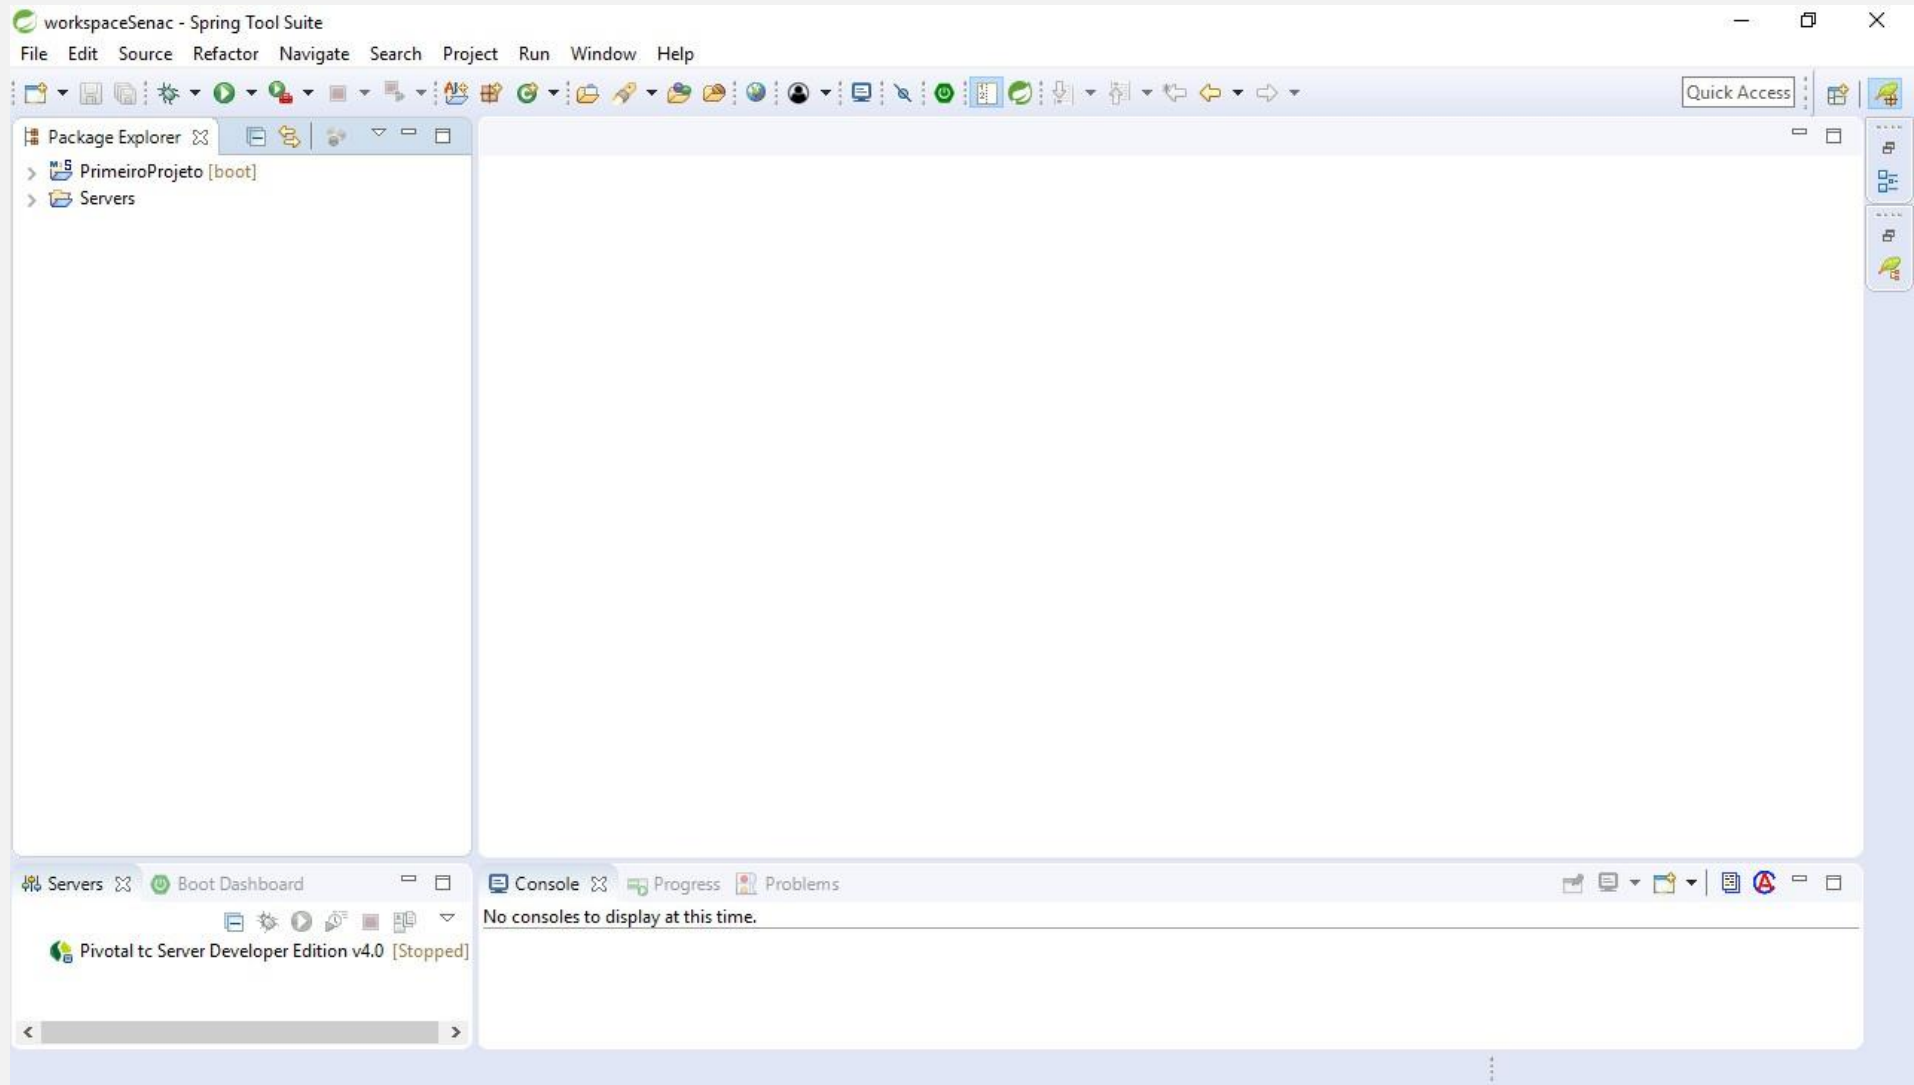 workspaceSenac - Spring Tool Suite
File Edit Source Refactor Navigate Search Project Run Window Help
Quick Access
Package Explorer
PrimeiroProjeto [boot]
Servers
Servers Boot Dashboard
Pivotal tc Server Developer Edition v4.0 [Stopped]
Console Progress Problems
No consoles to display at this time.